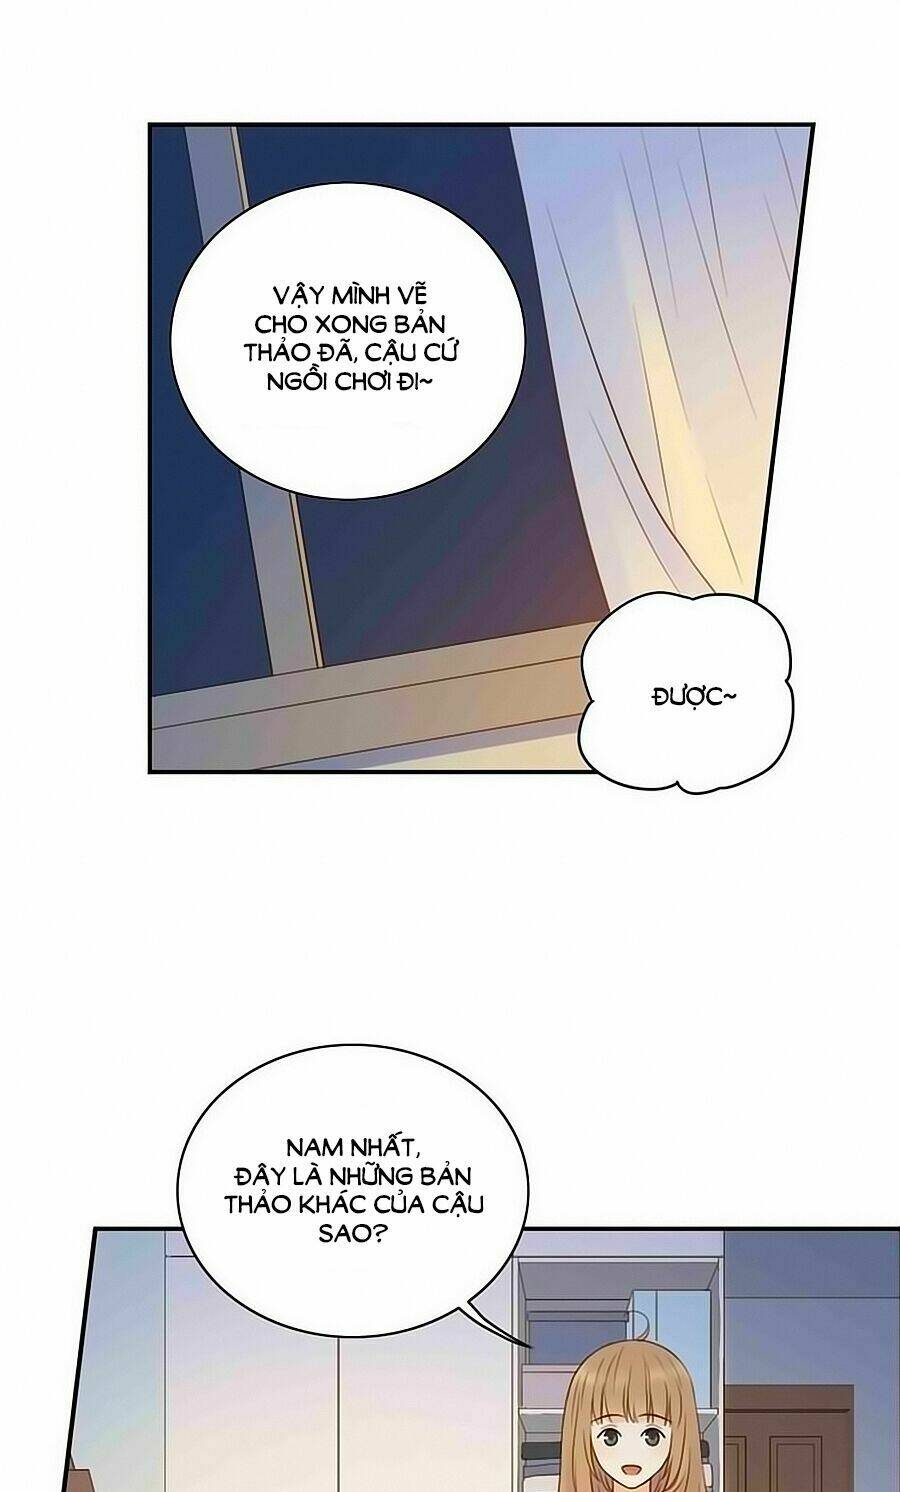 VẬY MÌNH VẼ
CHO XONG BẢN
THẢO ĐÃ, CẬU CỨ
NGỒI CHƠI ĐI~
ĐƯỢC~
NAM NHẤT,
ĐÂY LÀ NHỮNG BẢN
THẢO KHÁC CỦA CẬU
SAO?